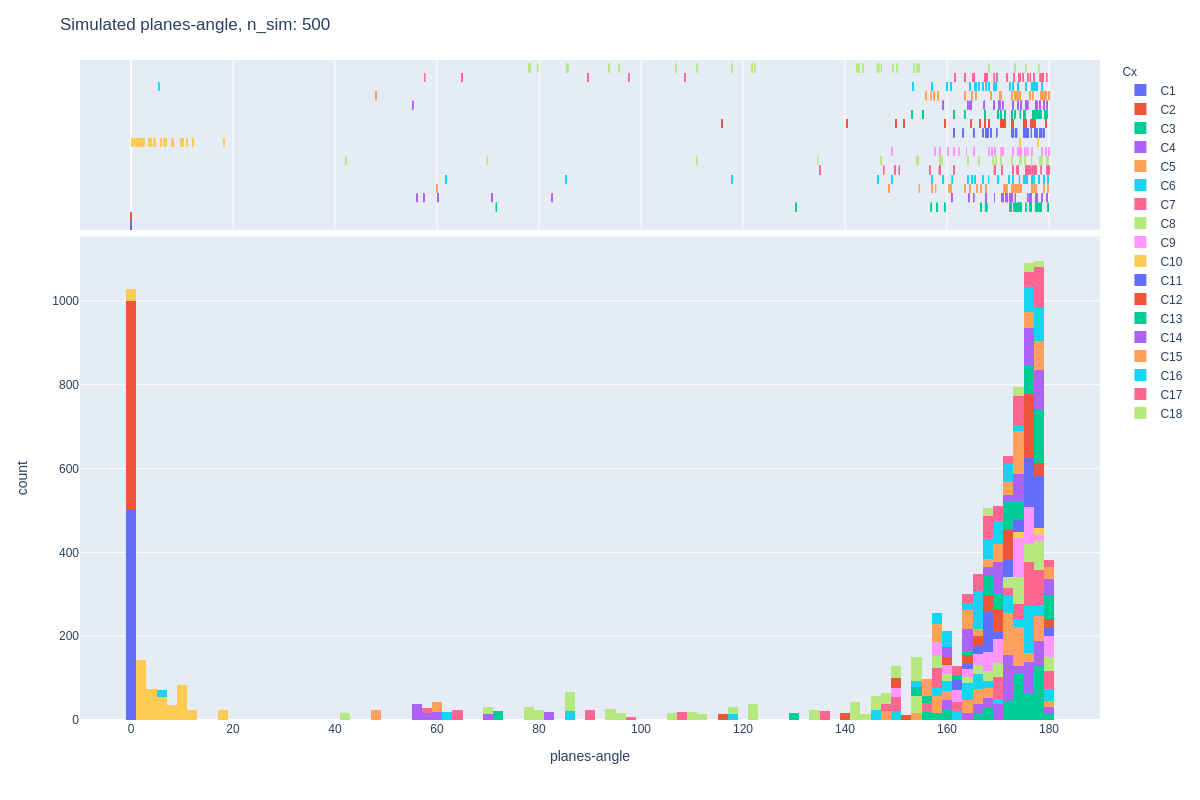 Simulated planes-angle, n_sim: 500
Cx
C1
C2
C3
C4
C5
C6
C7
C8
C9
C10
C11
C12
C13
C14
C15
C16
C17
C18
1000
800
600
400
200
0
count
0 20 40 60 80 100 120 140 160 180
planes-angle